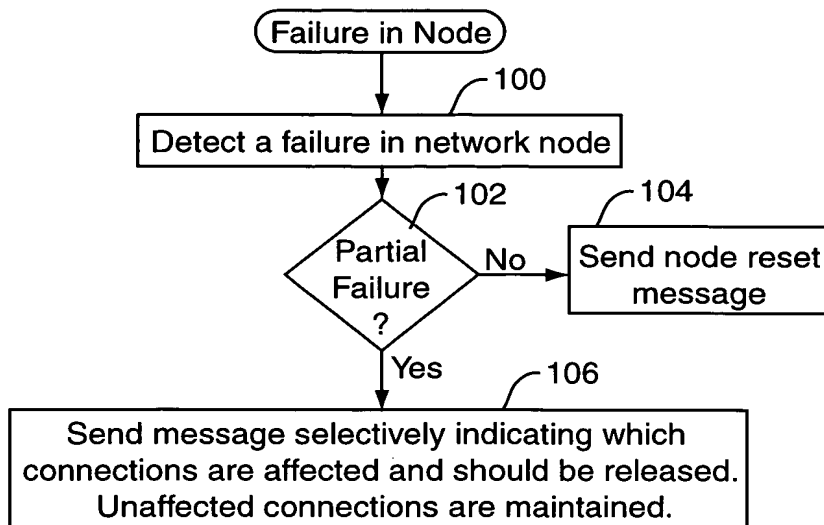 Failure in Node
100
Detect a failure in network node
102
Partial
Failure
?
No
104
Send node reset
message
Yes
106
Send message selectively indicating which
connections are affected and should be released.
Unaffected connections are maintained.